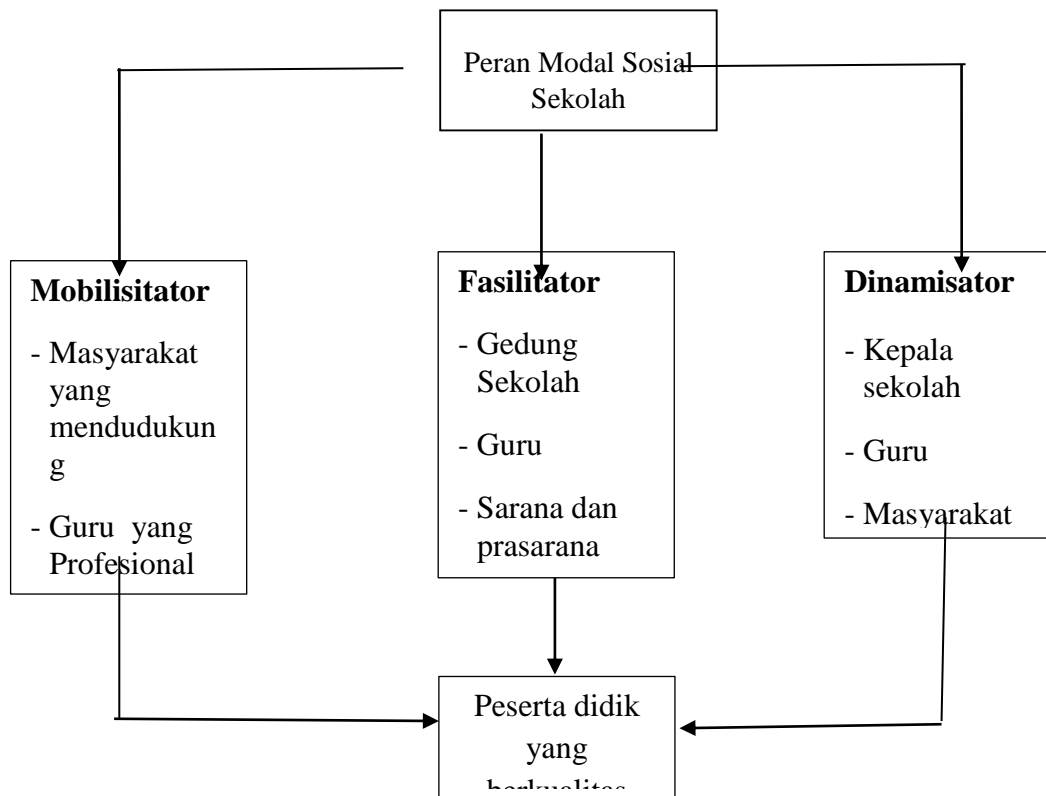 Peran Modal Sosial
Sekolah
Mobilisitator
- Masyarakat
yang
mendudukun
g
- Guru yang
Profesional
Fasilitator
- Gedung
Sekolah
- Guru
- Sarana dan
prasarana
Dinamisator
- Kepala
sekolah
- Guru
- Masyarakat
Peserta didik
yang
berkualitas